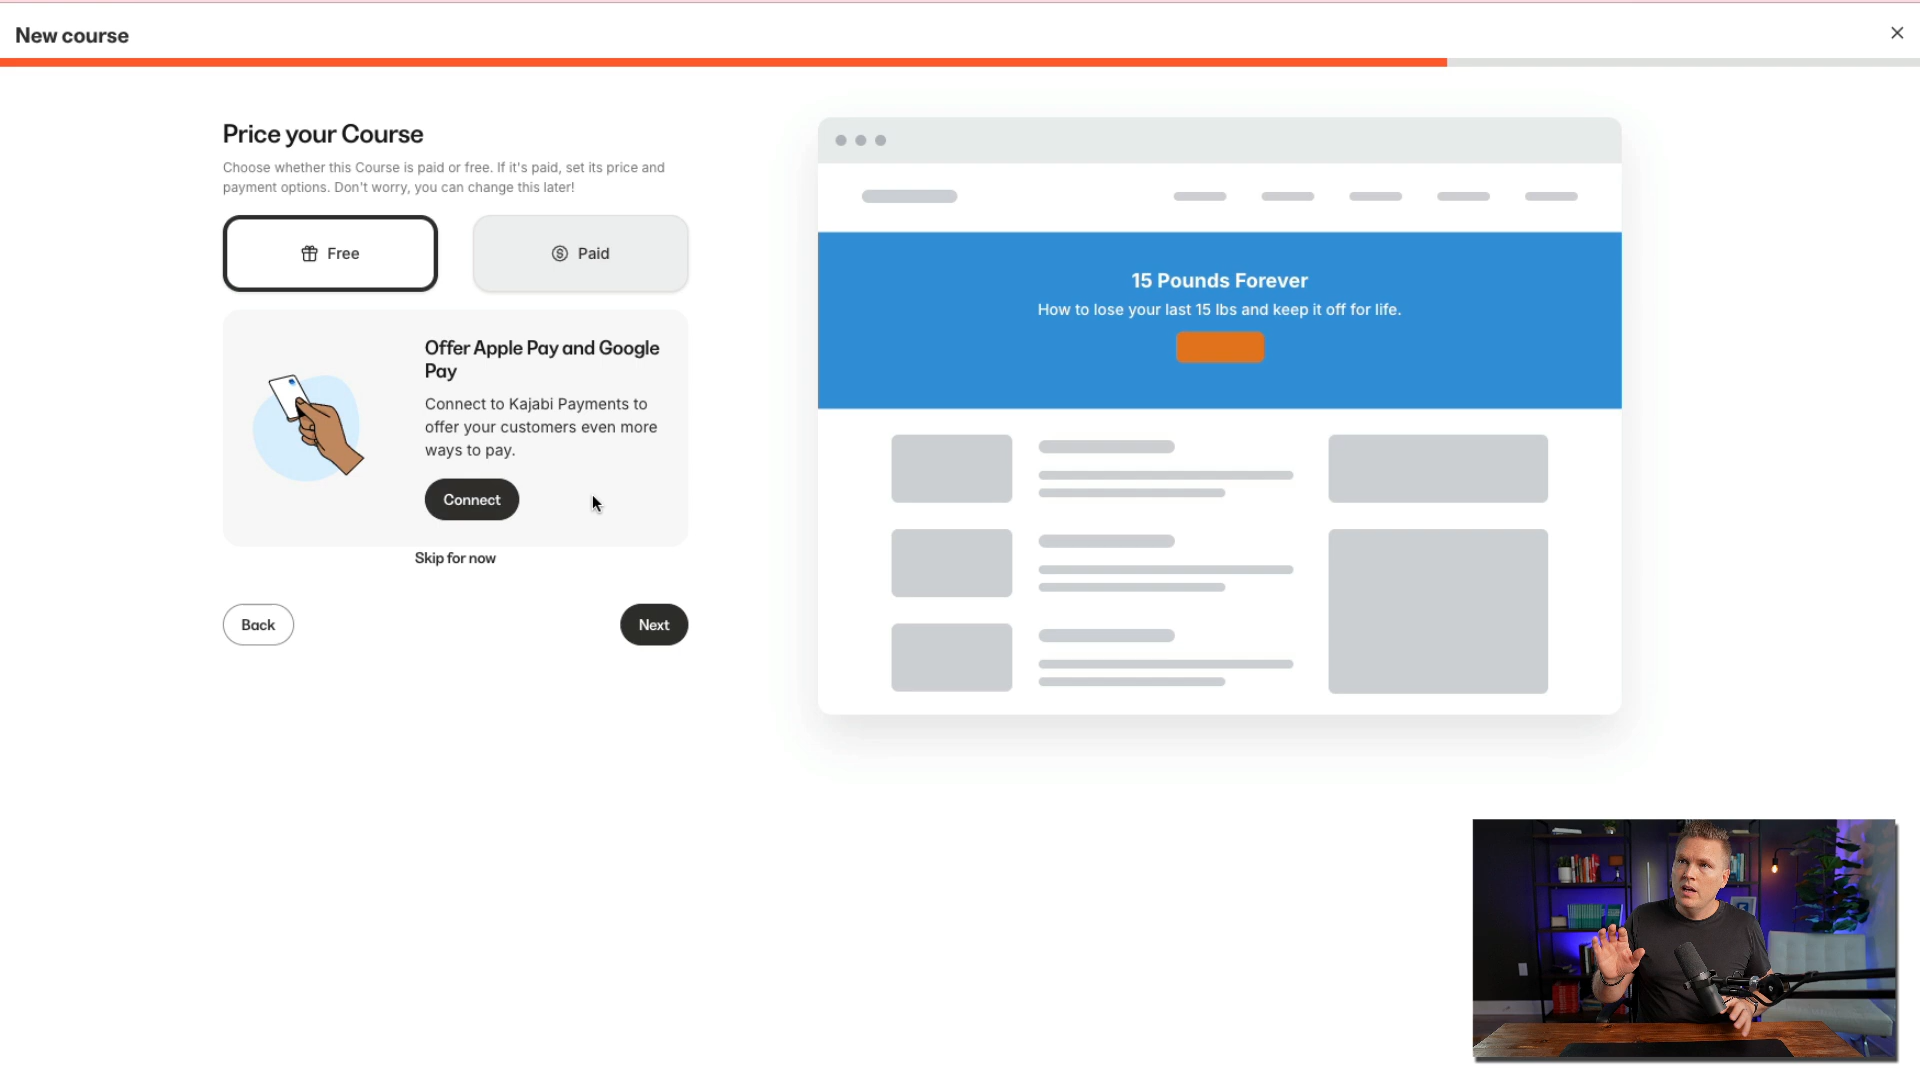 New course
Price your Course
Choose whether this Course is paid or free. If it's paid, set its price and
payment options. Don't worry, you can change this later!
Free
Paid
Offer Apple Pay and Google
Pay
Connect to Kajabi Payments to
offer your customers even more
ways to pay.
Connect
Skip for now
Back
Next
15 Pounds Forever
How to lose your last 15 lbs and keep it off for life.